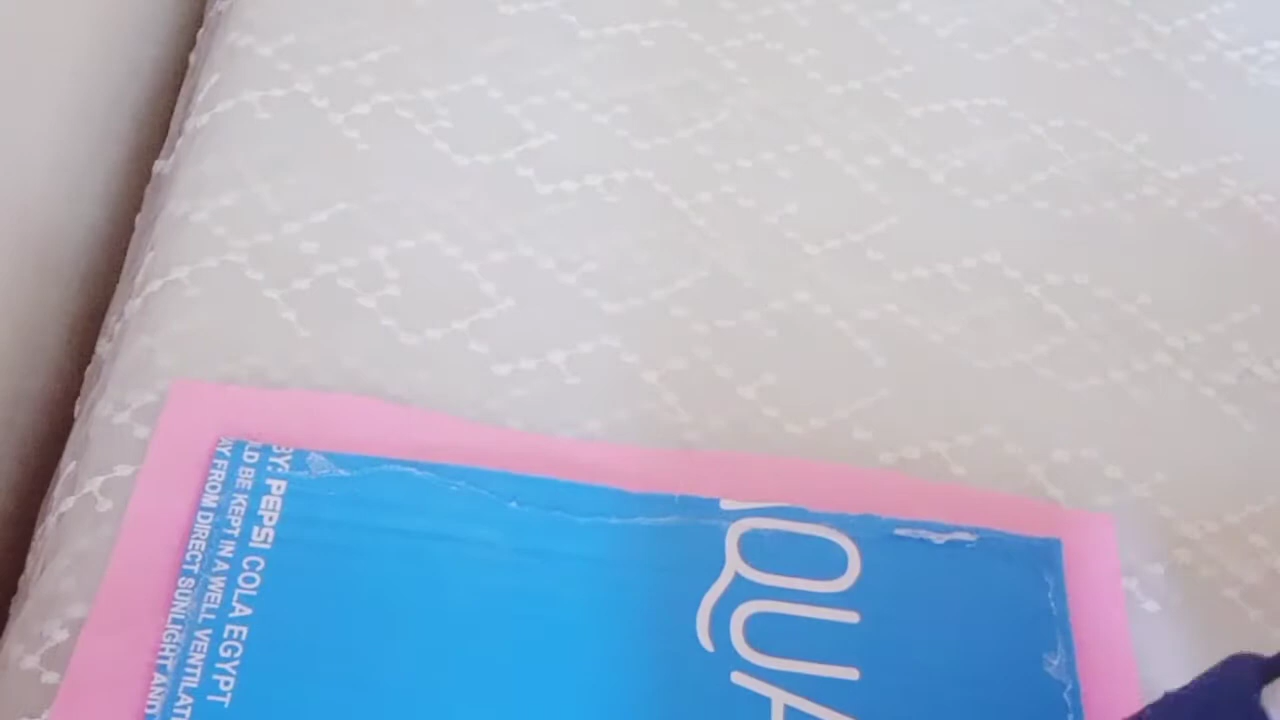 BY: PEPSI COLA EGYPT
LD BE KEPT IN A WELL VENTILAT
AY FROM DIRECT SUNLIGHT AND
QUA